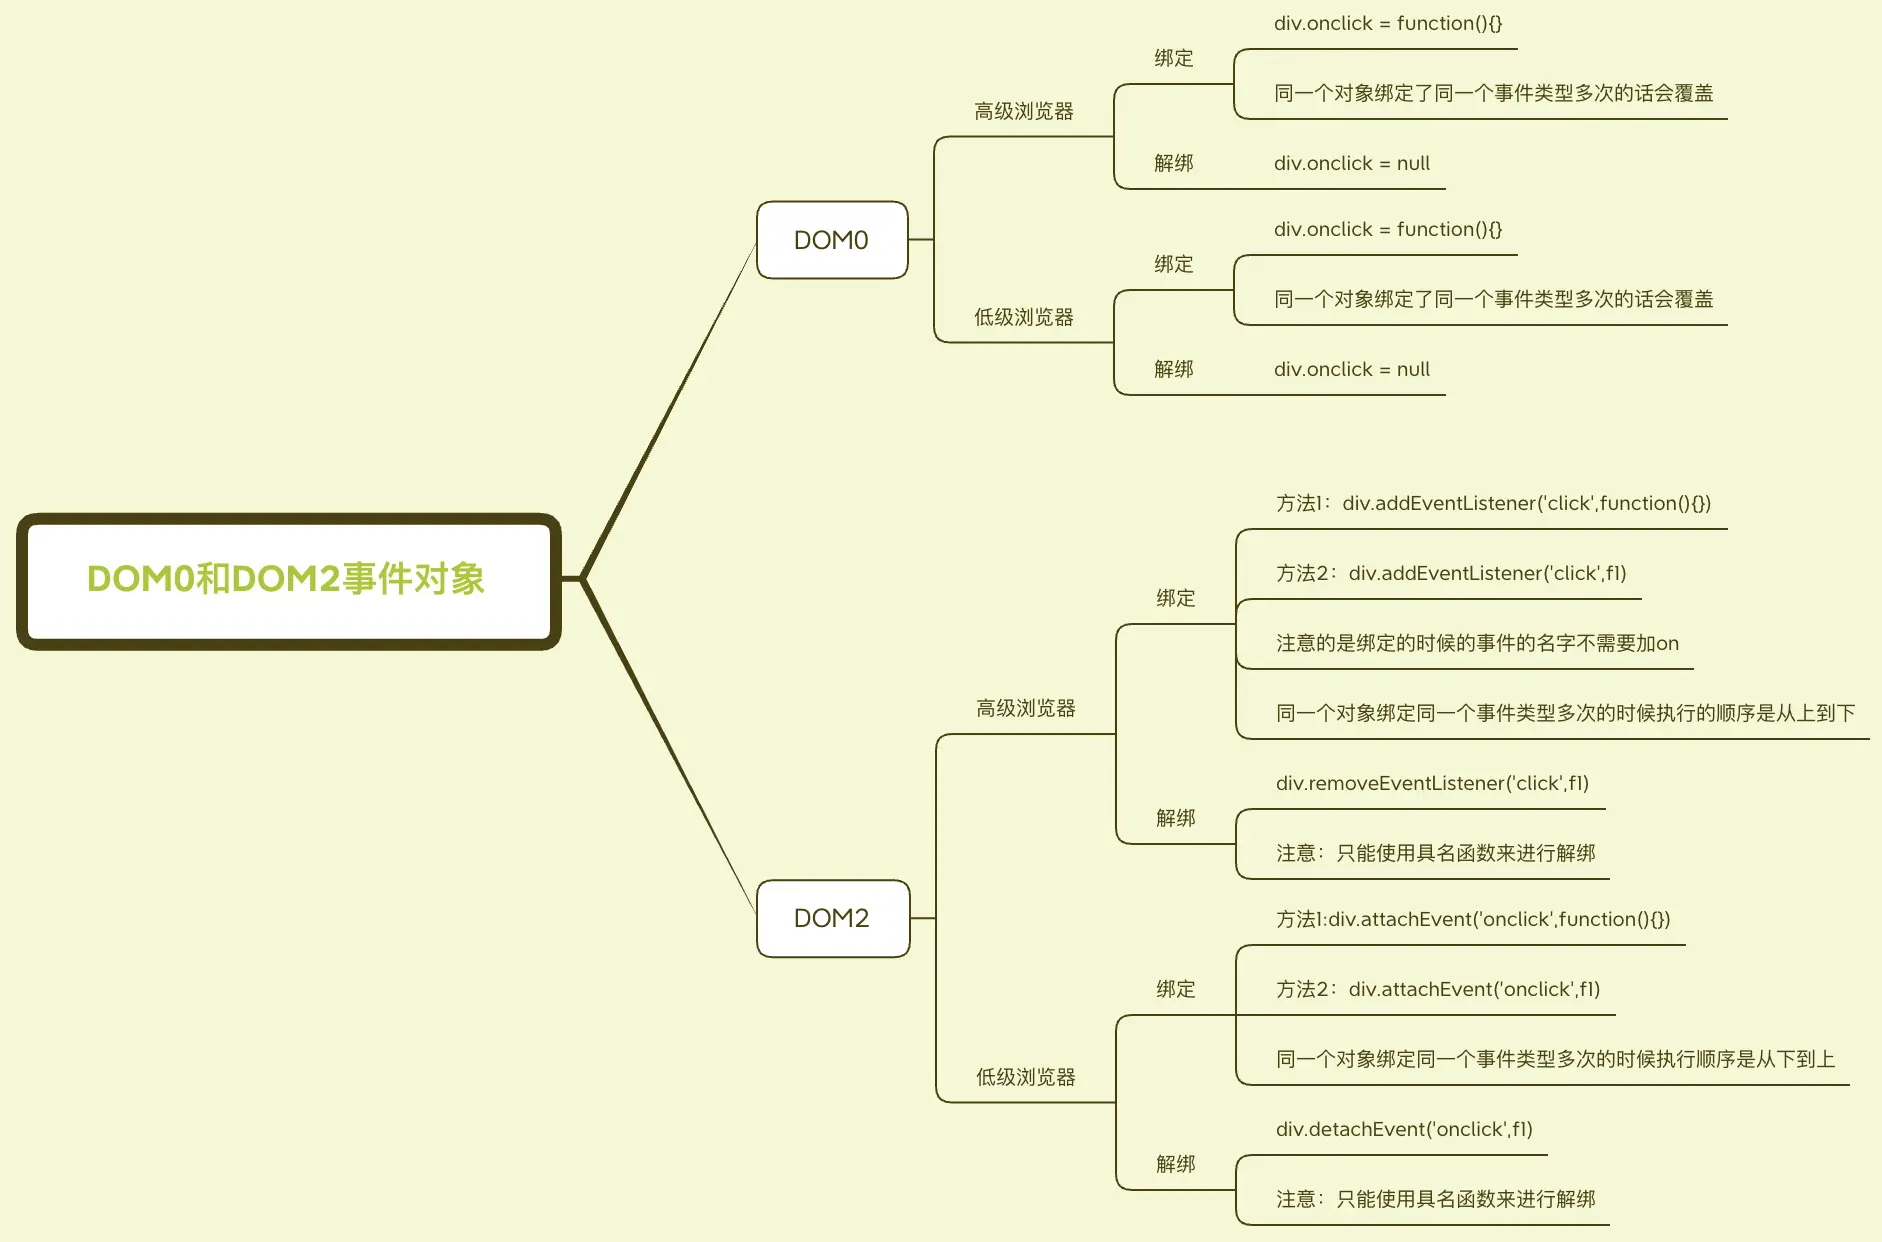 DOM0和DOM2事件对象
DOM0
高级浏览器
绑定
div.onclick = function(){}
同一个对象绑定了同一个事件类型多次的话会覆盖
解绑
div.onclick = null
低级浏览器
绑定
div.onclick = function(){}
同一个对象绑定了同一个事件类型多次的话会覆盖
解绑
div.onclick = null
DOM2
高级浏览器
绑定
方法1：div.addEventListener('click',function(){})
方法2：div.addEventListener('click',f1)
注意的是绑定的时候的事件的名字不需要加on
同一个对象绑定同一个事件类型多次的时候执行的顺序是从上到下
解绑
div.removeEventListener('click',f1)
注意：只能使用具名函数来进行解绑
低级浏览器
绑定
方法1:div.attachEvent('onclick',function(){})
方法2：div.attachEvent('onclick',f1)
同一个对象绑定同一个事件类型多次的时候执行顺序是从下到上
解绑
div.detachEvent('onclick',f1)
注意：只能使用具名函数来进行解绑